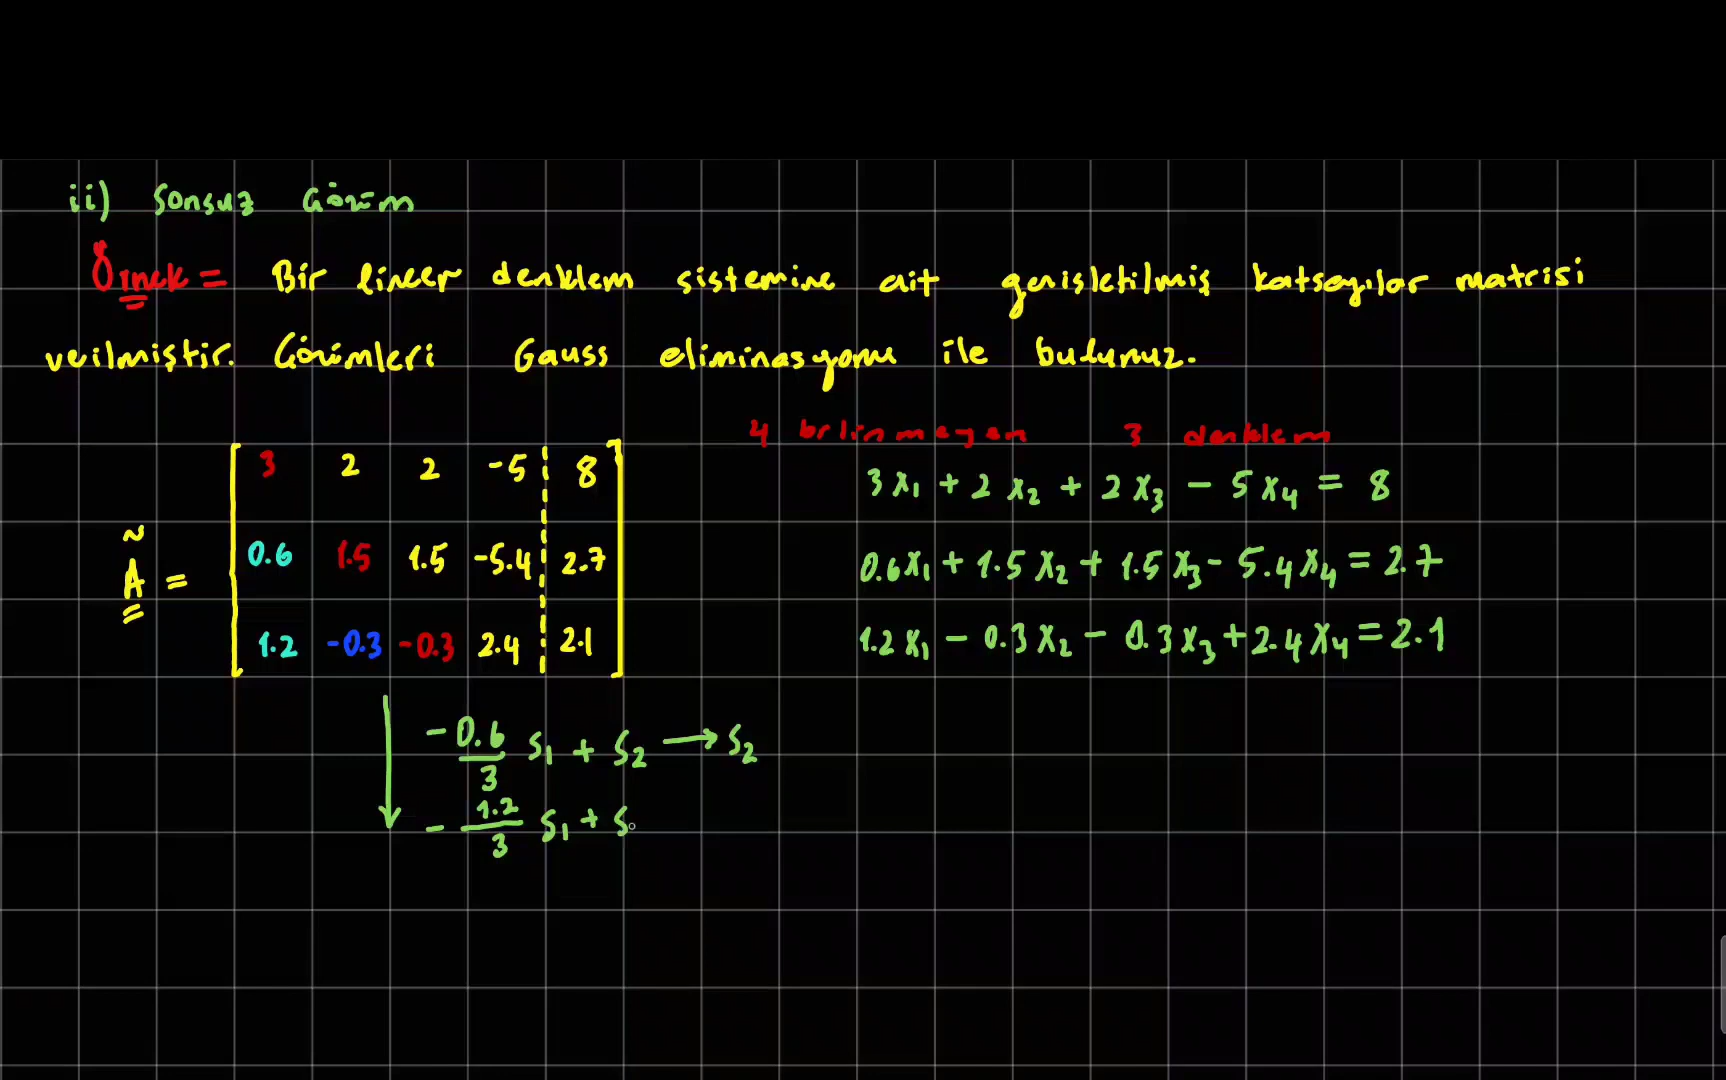 ii) Sonsuz Çözüm
Örnek = Bir lineer denklem sistemine ait genişletilmiş katsayılar matrisi
verilmiştir. Çözümleri Gauss eliminasyonu ile bulunuz.
4 bilinmeyen 3 denklem
3 2 2 -5 8
3x₁ + 2x₂ + 2x₃ - 5x₄ = 8
Ã =
0.6 1.5 1.5 -5.4 2.7
0.6x₁ + 1.5x₂ + 1.5x₃ - 5.4x₄ = 2.7
1.2 -0.3 -0.3 2.4 2.1
1.2x₁ - 0.3x₂ - 0.3x₃ + 2.4x₄ = 2.1
-0.6/3 S₁ + S₂ → S₂
-1.2/3 S₁ + S